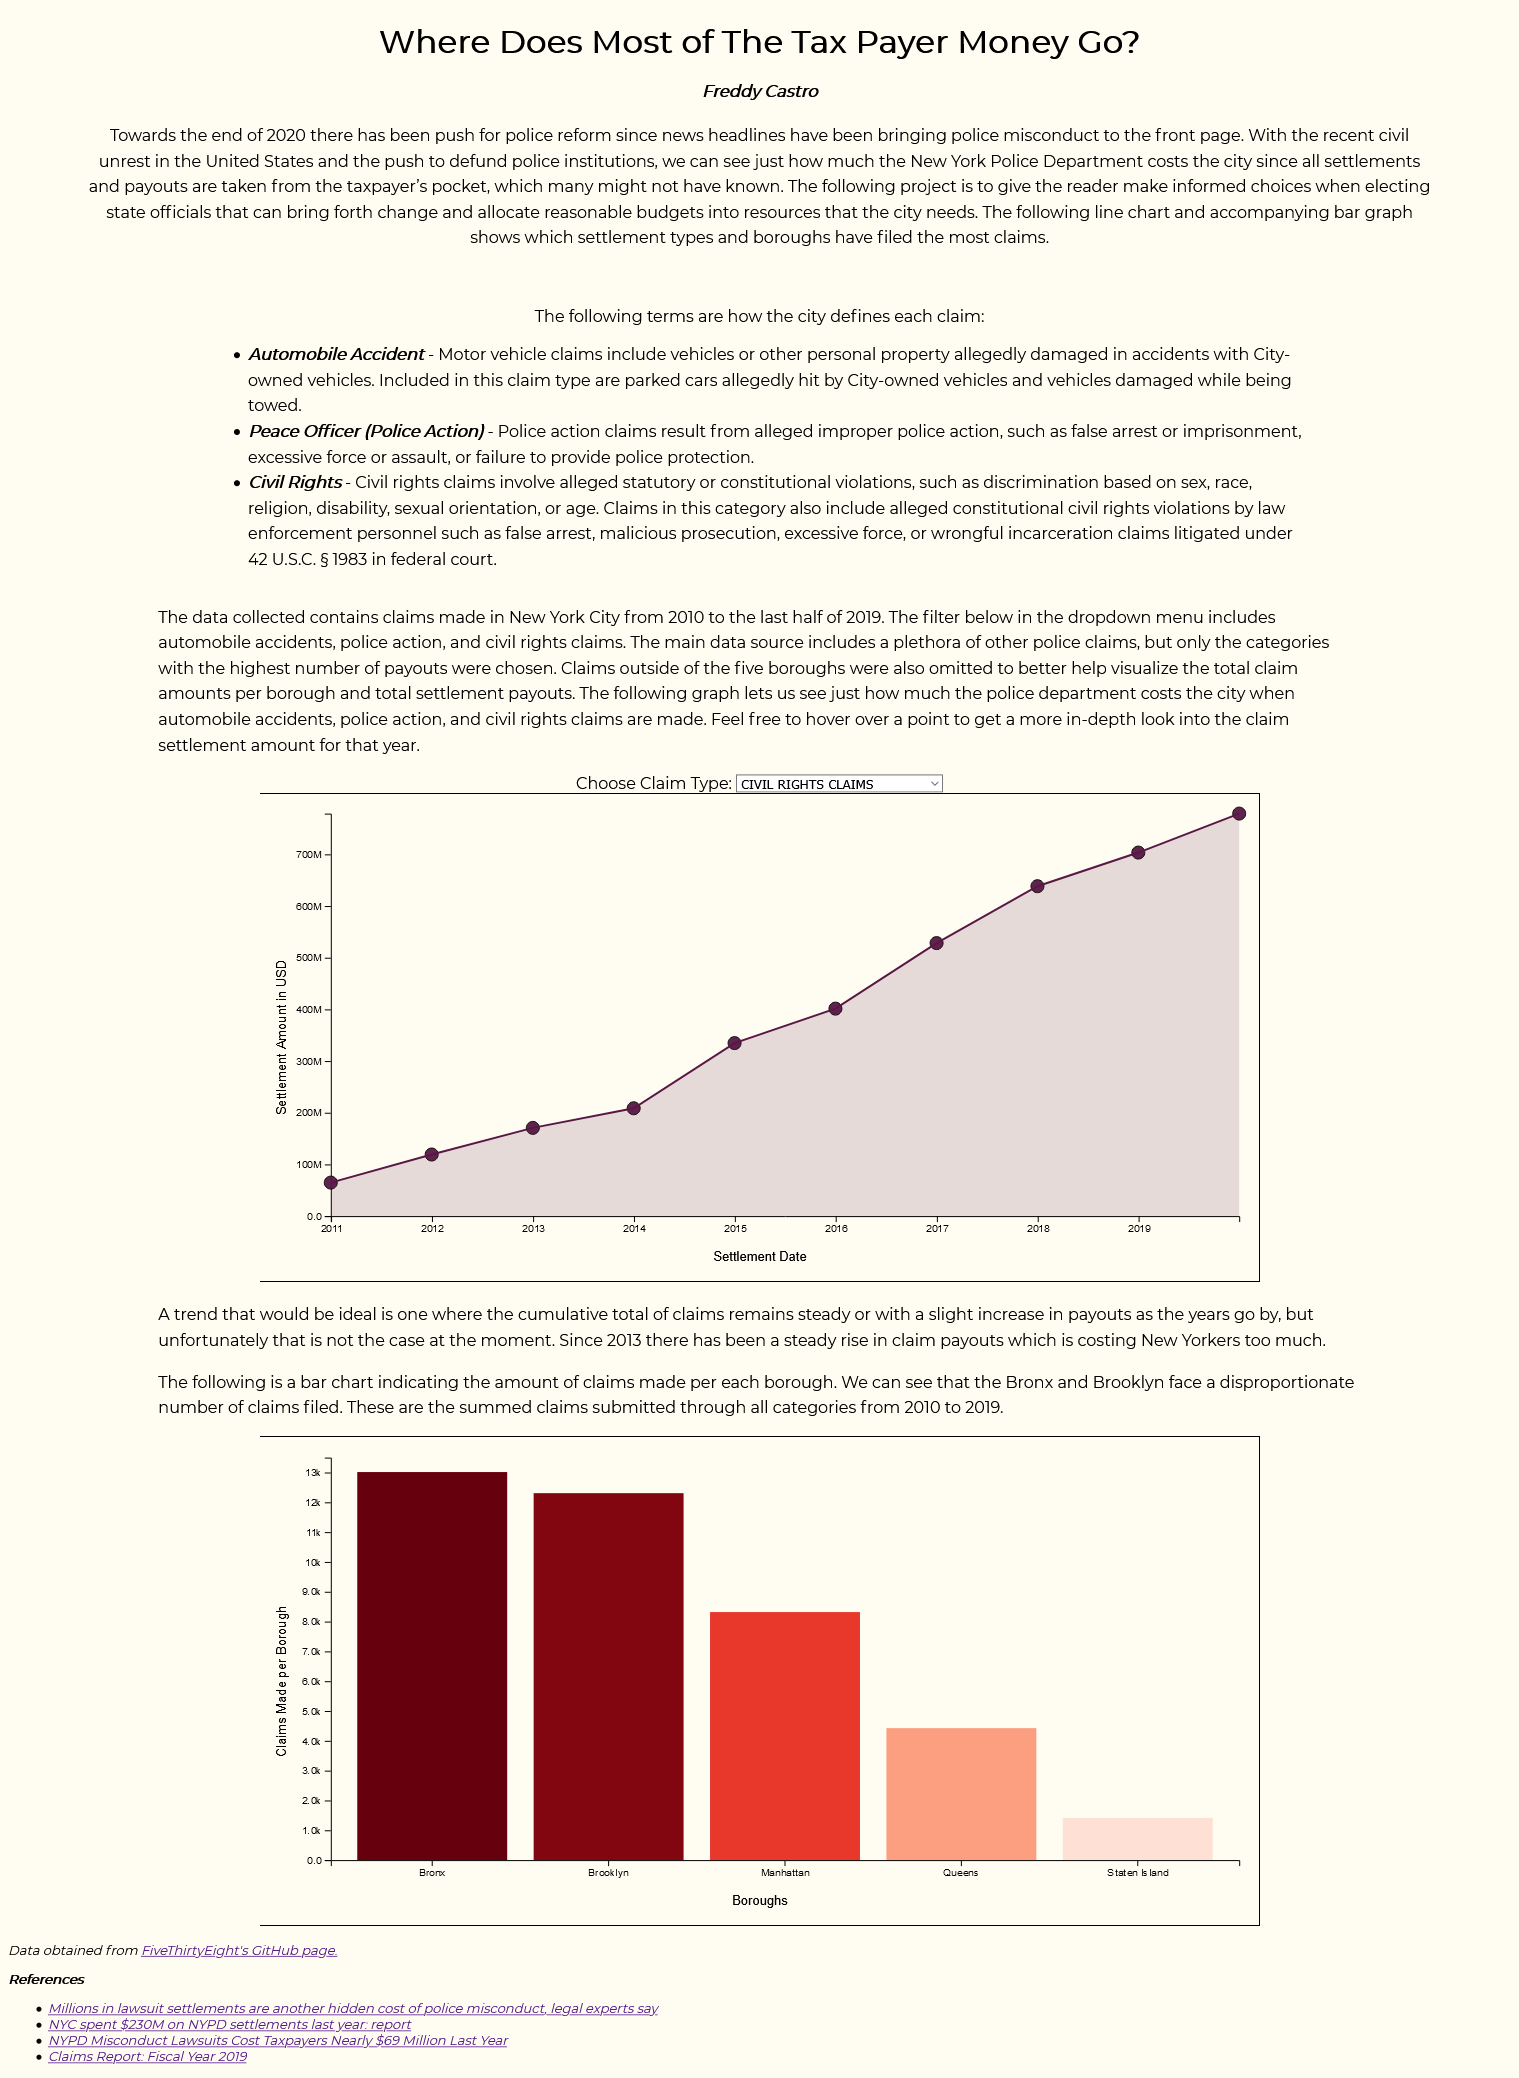 Where Does Most of The Tax Payer Money Go?
Freddy Castro
Towards the end of 2020 there has been push for police reform since news headlines have been bringing police misconduct to the front page. With the recent civil
unrest in the United States and the push to defund police institutions, we can see just how much the New York Police Department costs the city since all settlements
and payouts are taken from the taxpayer’s pocket, which many might not have known. The following project is to give the reader make informed choices when electing
state officials that can bring forth change and allocate reasonable budgets into resources that the city needs. The following line chart and accompanying bar graph
shows which settlement types and boroughs have filed the most claims.
The following terms are how the city defines each claim:
• Automobile Accident - Motor vehicle claims include vehicles or other personal property allegedly damaged in accidents with City-
owned vehicles. Included in this claim type are parked cars allegedly hit by City-owned vehicles and vehicles damaged while being
towed.
• Peace Officer (Police Action) - Police action claims result from alleged improper police action, such as false arrest or imprisonment,
excessive force or assault, or failure to provide police protection.
• Civil Rights - Civil rights claims involve alleged statutory or constitutional violations, such as discrimination based on sex, race,
religion, disability, sexual orientation, or age. Claims in this category also include alleged constitutional civil rights violations by law
enforcement personnel such as false arrest, malicious prosecution, excessive force, or wrongful incarceration claims litigated under
42 U.S.C. § 1983 in federal court.
The data collected contains claims made in New York City from 2010 to the last half of 2019. The filter below in the dropdown menu includes
automobile accidents, police action, and civil rights claims. The main data source includes a plethora of other police claims, but only the categories
with the highest number of payouts were chosen. Claims outside of the five boroughs were also omitted to better help visualize the total claim
amounts per borough and total settlement payouts. The following graph lets us see just how much the police department costs the city when
automobile accidents, police action, and civil rights claims are made. Feel free to hover over a point to get a more in-depth look into the claim
settlement amount for that year.
Choose Claim Type: CIVIL RIGHTS CLAIMS
700M
600M
500M
400M
300M
200M
100M
0.0
Settlement Amount in USD
2011 2012 2013 2014 2015 2016 2017 2018 2019
Settlement Date
A trend that would be ideal is one where the cumulative total of claims remains steady or with a slight increase in payouts as the years go by, but
unfortunately that is not the case at the moment. Since 2013 there has been a steady rise in claim payouts which is costing New Yorkers too much.
The following is a bar chart indicating the amount of claims made per each borough. We can see that the Bronx and Brooklyn face a disproportionate
number of claims filed. These are the summed claims submitted through all categories from 2010 to 2019.
13k
12k
11k
10k
9.0k
8.0k
7.0k
6.0k
5.0k
4.0k
3.0k
2.0k
1.0k
0.0
Claims Made per Borough
Bronx Brooklyn Manhattan Queens Staten Island
Boroughs
Data obtained from FiveThirtyEight's GitHub page.
References
• Millions in lawsuit settlements are another hidden cost of police misconduct, legal experts say
• NYC spent $230M on NYPD settlements last year: report
• NYPD Misconduct Lawsuits Cost Taxpayers Nearly $69 Million Last Year
• Claims Report: Fiscal Year 2019